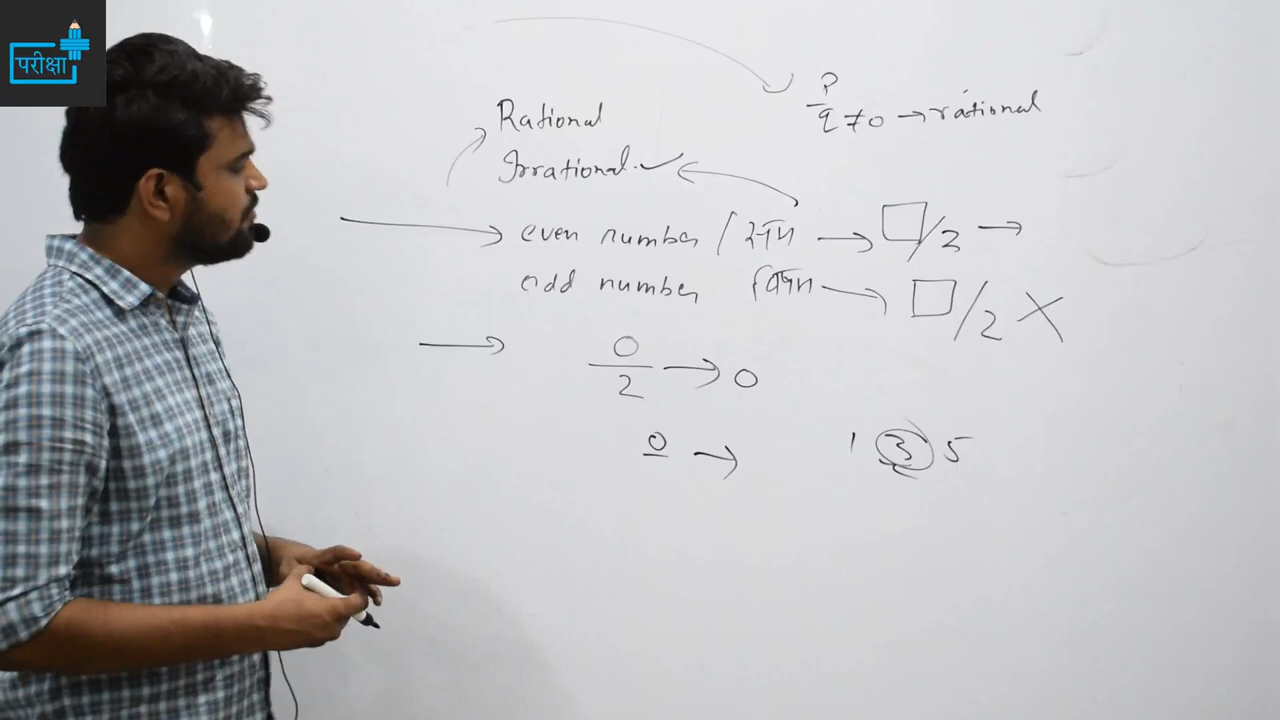 परीक्षा
p/q ≠ 0 → rational
Rational
Irrational ✓
even number / सम → □/2 →
odd number विषम → □/2 ✗
→ 0/2 → 0
0 → 1 3 5